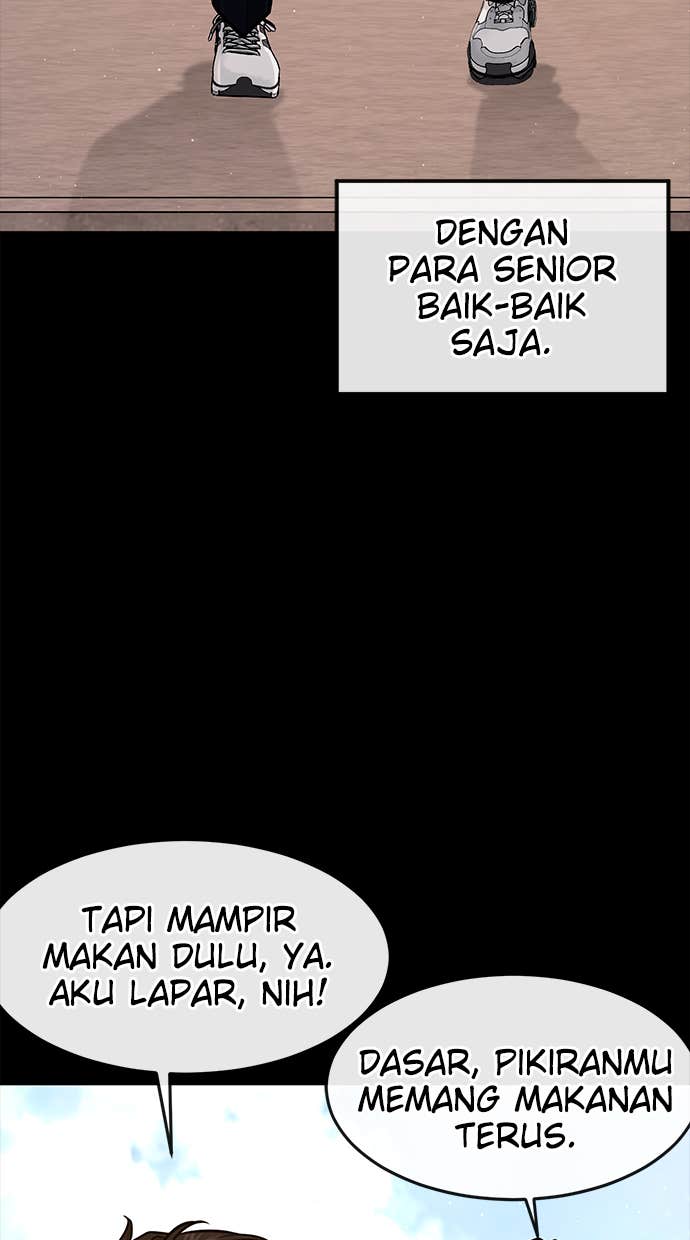 DENGAN
PARA SENIOR
BAIK-BAIK
SAJA.
TAPI MAMPIR
MAKAN DULU, YA.
AKU LAPAR, NIH!
DASAR, PIKIRANMU
MEMANG MAKANAN
TERUS.